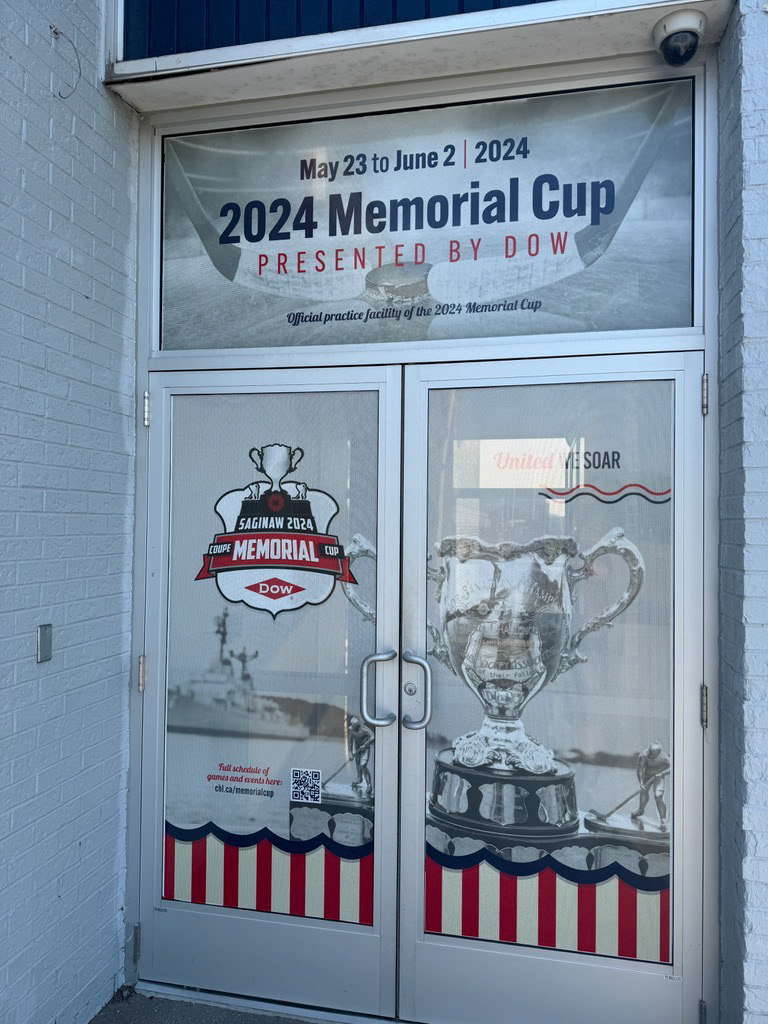 May 23 to June 2 | 2024
2024 Memorial Cup
PRESENTED BY DOW
Official practice facility of the 2024 Memorial Cup
United WE SOAR
SAGINAW 2024
COUPE MEMORIAL CUP
DOW
Full schedule of
games and events here:
chl.ca/memorialcup